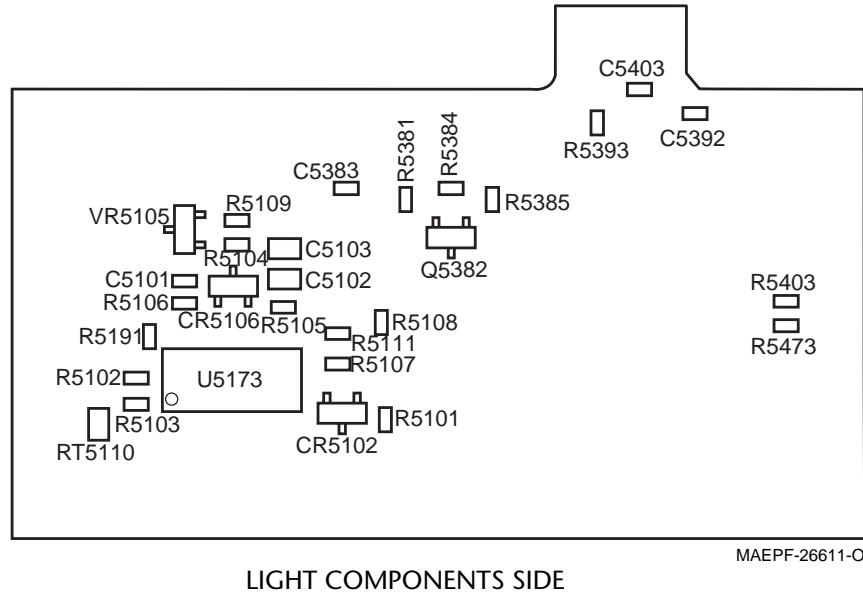 C5403
R5393
C5392
R5381
R5384
C5383
R5385
VR5105
R5109
R5104
C5103
Q5382
C5101
C5102
R5403
R5106
CR5106
R5105
R5108
R5191
R5111
R5473
R5102
U5173
R5107
R5103
R5101
RT5110
CR5102
MAEPF-26611-O
LIGHT COMPONENTS SIDE